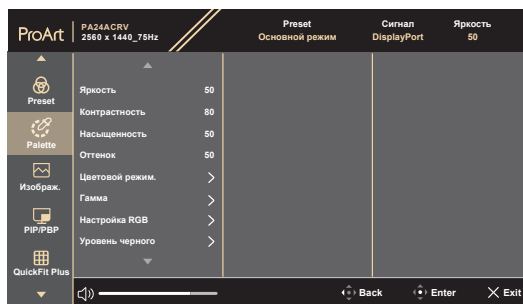 ProArt
PA24ACRV
2560 x 1440_75Hz
Preset
Основной режим
Сигнал
DisplayPort
Яркость
50
Preset
Palette
Изображ.
PIP/PBP
QuickFit Plus
Яркость 50
Контрастность 80
Насыщенность 50
Оттенок 50
Цветовой режим.
Гамма
Настройка RGB
Уровень черного
Back
Enter
Exit